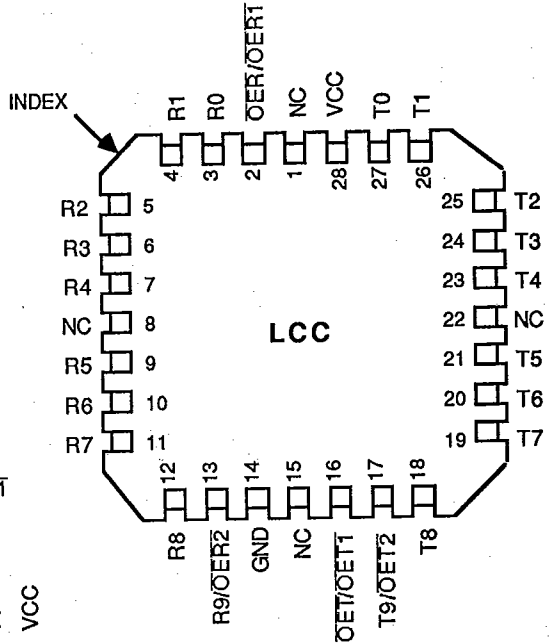 INDEX
R1
R0
OER/OER1
NC
VCC
T0
T1
4
3
2
1
28
27
26
R2 5
R3 6
R4 7
NC 8
R5 9
R6 10
R7 11
LCC
25 T2
24 T3
23 T4
22 NC
21 T5
20 T6
19 T7
12
13
14
15
16
17
18
R8
R9/OER2
GND
NC
OET/OET1
T9/OET2
T8
VCC